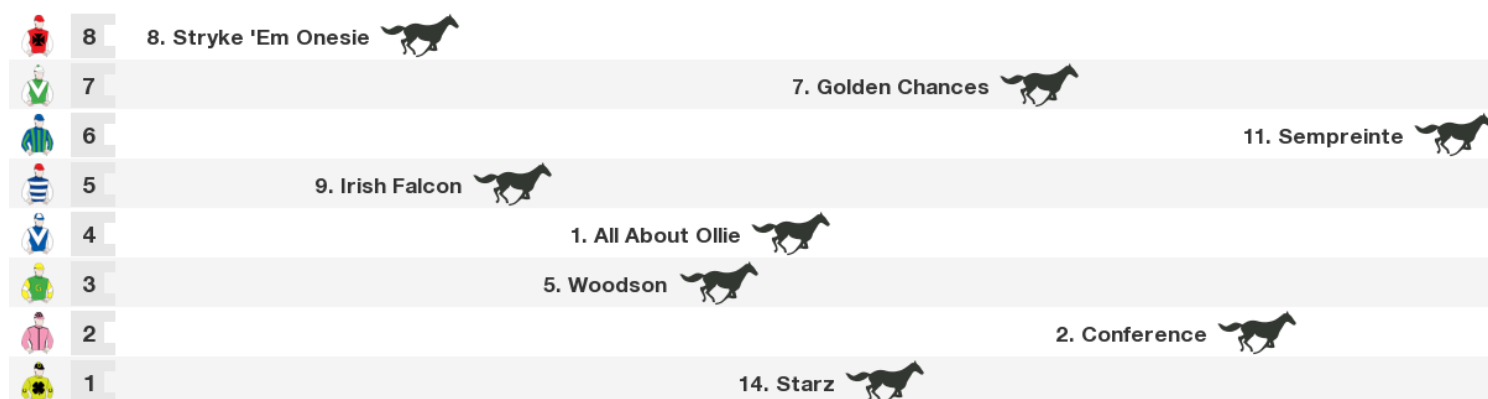 8 8. Stryke 'Em Onesie
7 7. Golden Chances
6 11. Sempreinte
5 9. Irish Falcon
4 1. All About Ollie
3 5. Woodson
2 2. Conference
1 14. Starz